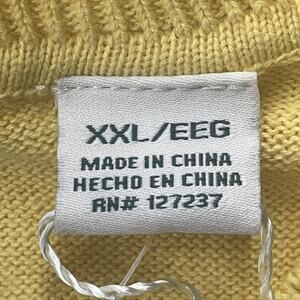 XXL/EEG
MADE IN CHINA
HECHO EN CHINA
RN# 127237